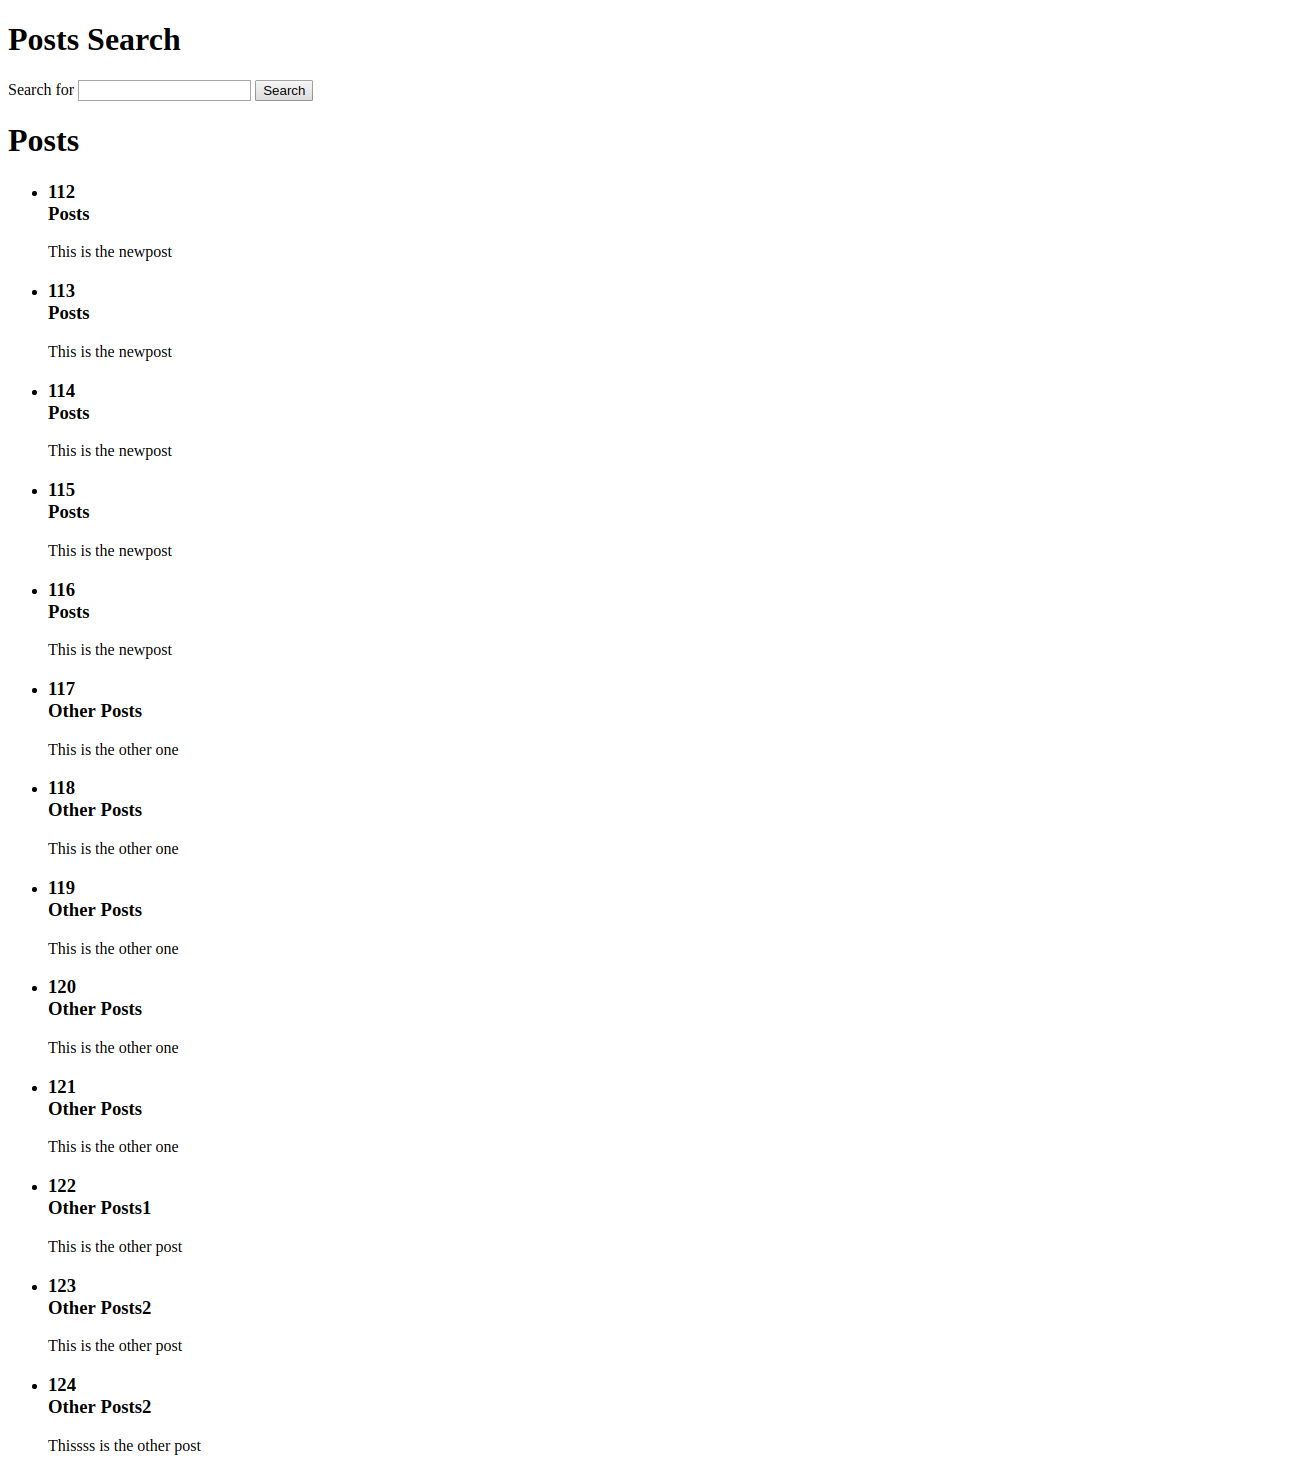 Posts Search
Search for Search
Posts
112
Posts
This is the newpost
113
Posts
This is the newpost
114
Posts
This is the newpost
115
Posts
This is the newpost
116
Posts
This is the newpost
117
Other Posts
This is the other one
118
Other Posts
This is the other one
119
Other Posts
This is the other one
120
Other Posts
This is the other one
121
Other Posts
This is the other one
122
Other Posts1
This is the other post
123
Other Posts2
This is the other post
124
Other Posts2
Thissss is the other post